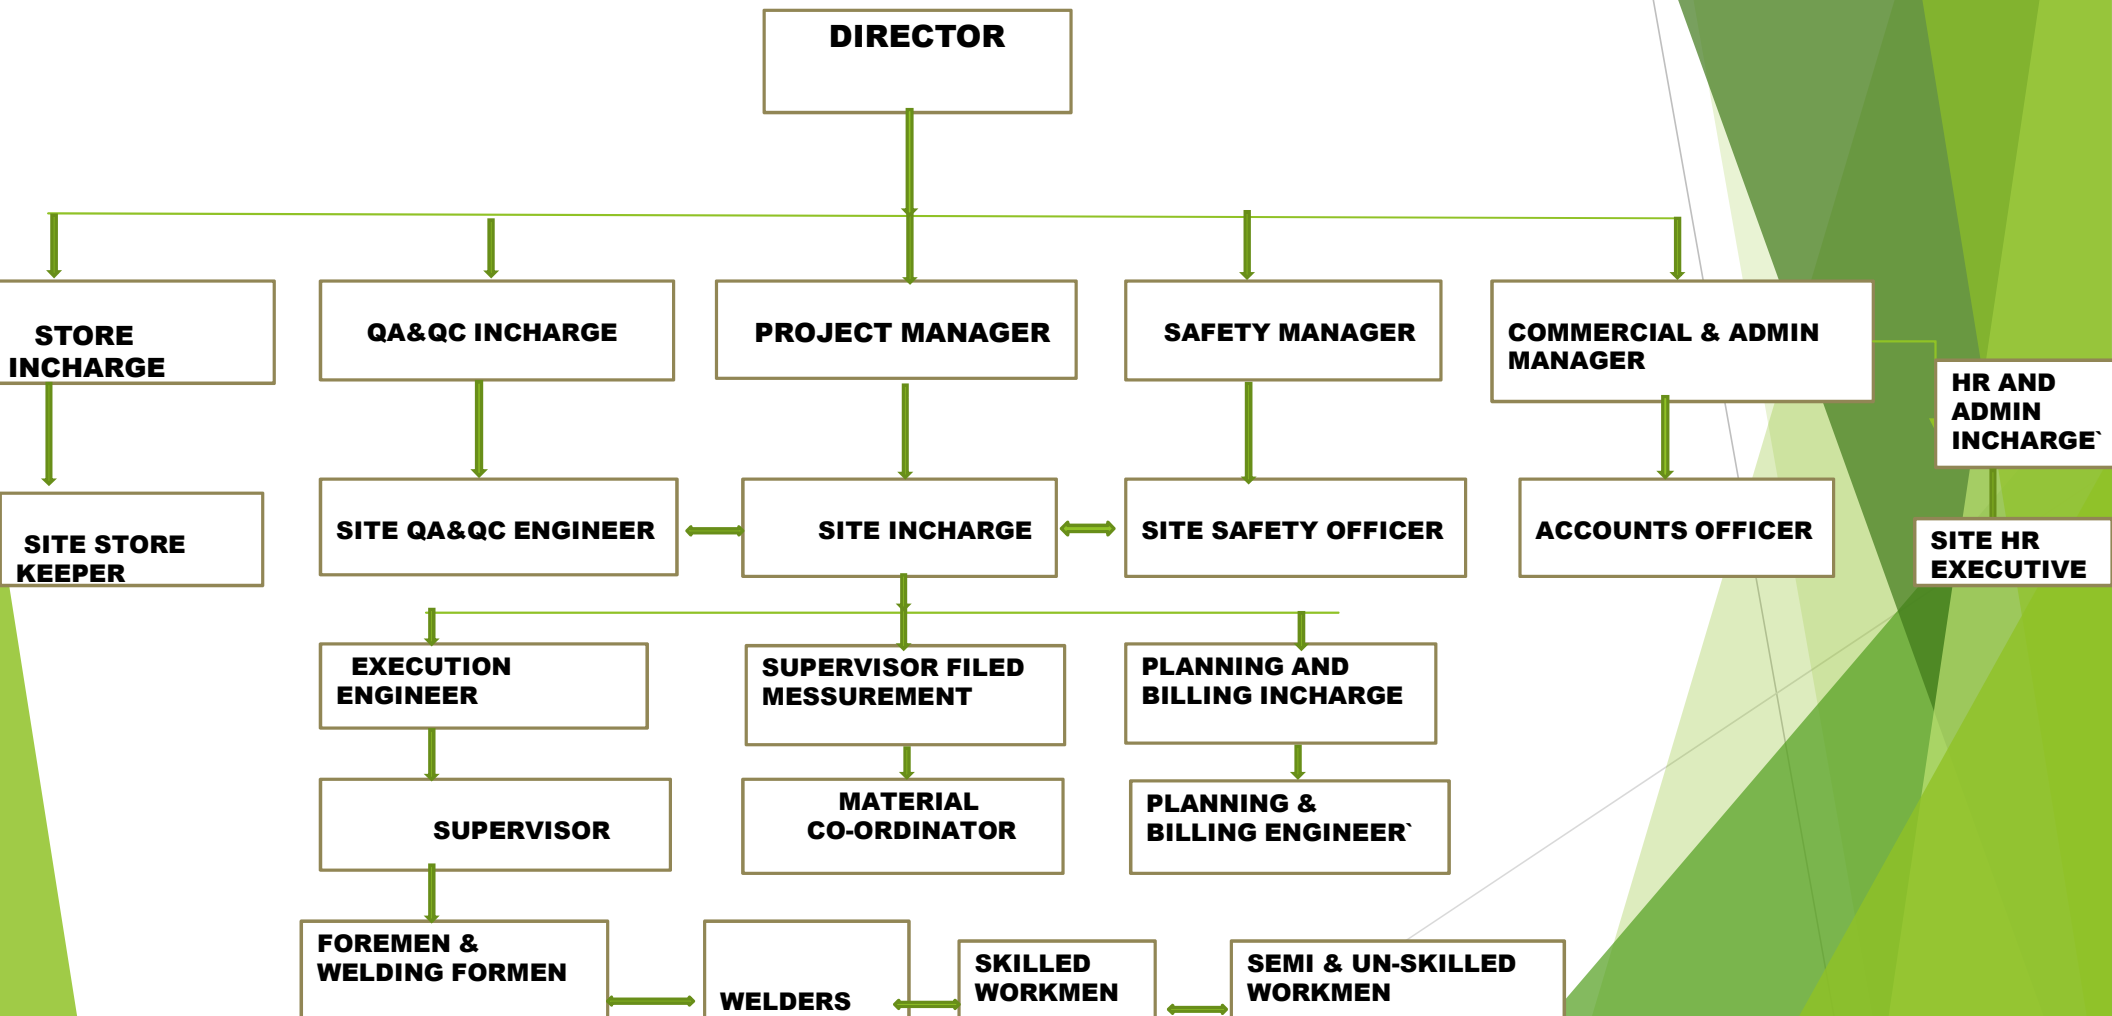 DIRECTOR
STORE
INCHARGE
QA&QC INCHARGE
PROJECT MANAGER
SAFETY MANAGER
COMMERCIAL & ADMIN
MANAGER
HR AND
ADMIN
INCHARGE`
SITE STORE
KEEPER
SITE QA&QC ENGINEER
SITE INCHARGE
SITE SAFETY OFFICER
ACCOUNTS OFFICER
SITE HR
EXECUTIVE
EXECUTION
ENGINEER
SUPERVISOR FILED
MESSUREMENT
PLANNING AND
BILLING INCHARGE
SUPERVISOR
MATERIAL
CO-ORDINATOR
PLANNING &
BILLING ENGINEER`
FOREMEN &
WELDING FORMEN
WELDERS
SKILLED
WORKMEN
SEMI & UN-SKILLED
WORKMEN